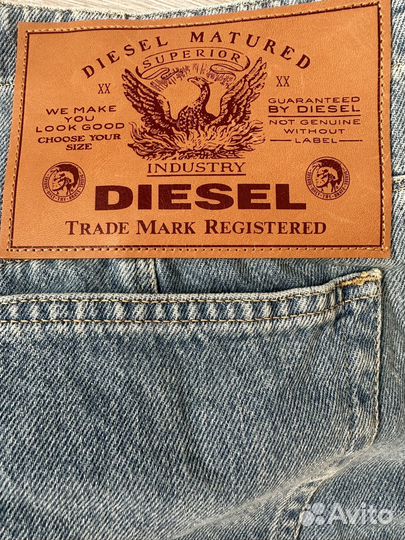 DIESEL MATURED
SUPERIOR
XX
XX
WE MAKE
YOU
LOOK GOOD
CHOOSE YOUR
SIZE
GUARANTEED
BY DIESEL
NOT GENUINE
WITHOUT
–LABEL–
INDUSTRY
DIESEL
TRADE MARK REGISTERED
Avito